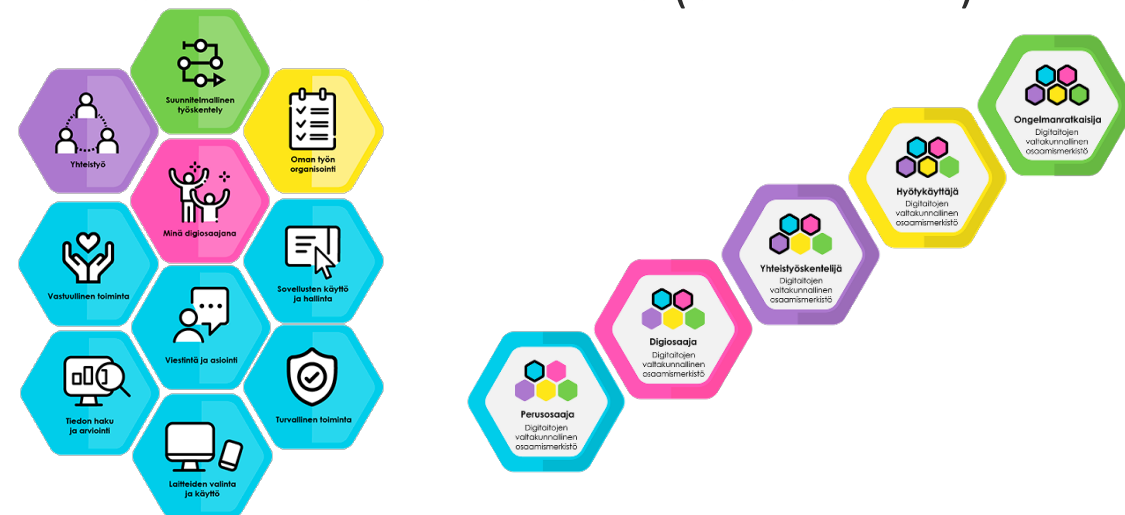 Suunnitelmallinen
työskentely
Yhteistyö
Oman työn
organisointi
Minä digiosaajana
Vastuullinen toiminta
Sovellusten käyttö
ja hallinta
Viestintä ja asiointi
Tiedon haku
ja arviointi
Turvallinen toiminta
Laitteiden valinta
ja käyttö
Perusosaaja
Digitaitojen
valtakunnallinen
osaamismerkistö
Digiosaaja
Digitaitojen
valtakunnallinen
osaamismerkistö
Yhteistyöskentelijä
Digitaitojen
valtakunnallinen
osaamismerkistö
Hyötykäyttäjä
Digitaitojen
valtakunnallinen
osaamismerkistö
Ongelmanratkaisija
Digitaitojen
valtakunnallinen
osaamismerkistö